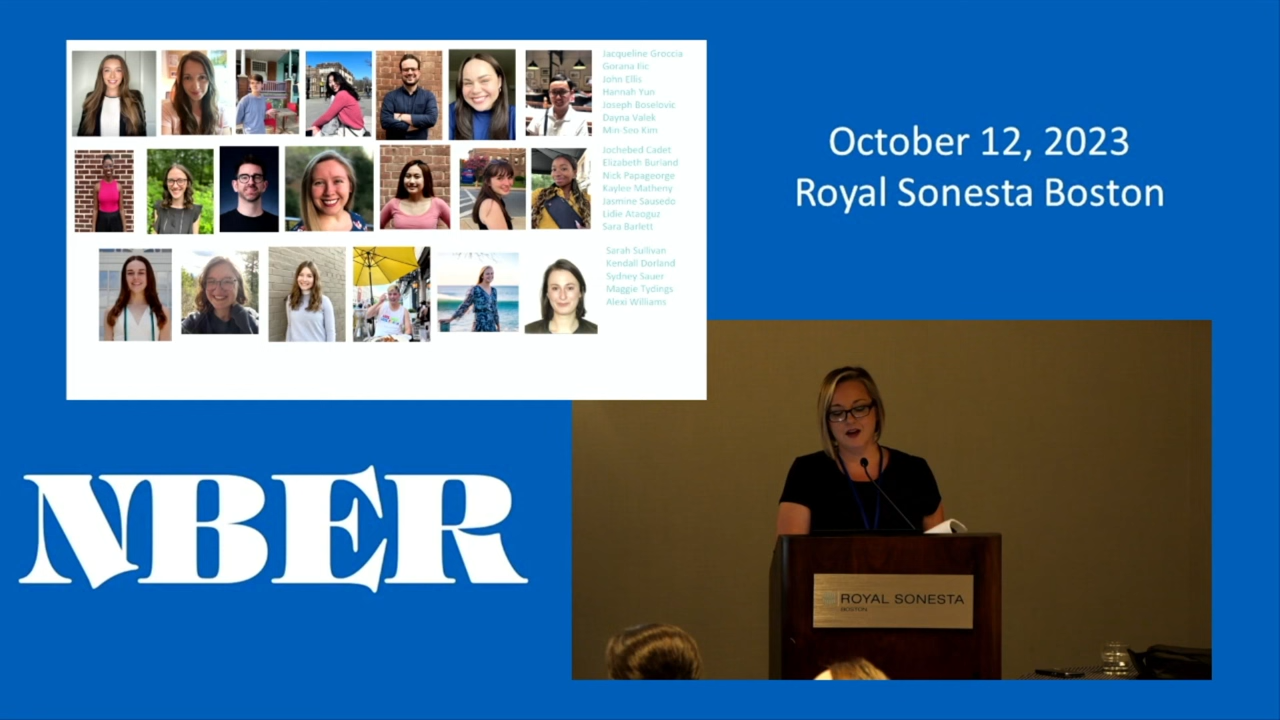 Jacqueline Groccia
Gorana Ilic
John Ellis
Hannah Yun
Joseph Boselovic
Dayna Valek
Min Seo Kim
Jochebed Cadet
Elizabeth Burland
Nick Papageorge
Kaylee Matheny
Jasmine Sausedo
Lidie Ataoguz
Sara Barlett
Sarah Sullivan
Kendall Dorland
Sydney Sauer
Maggie Tydings
Alexi Williams
October 12, 2023
Royal Sonesta Boston
NBER
ROYAL SONESTA
BOSTON